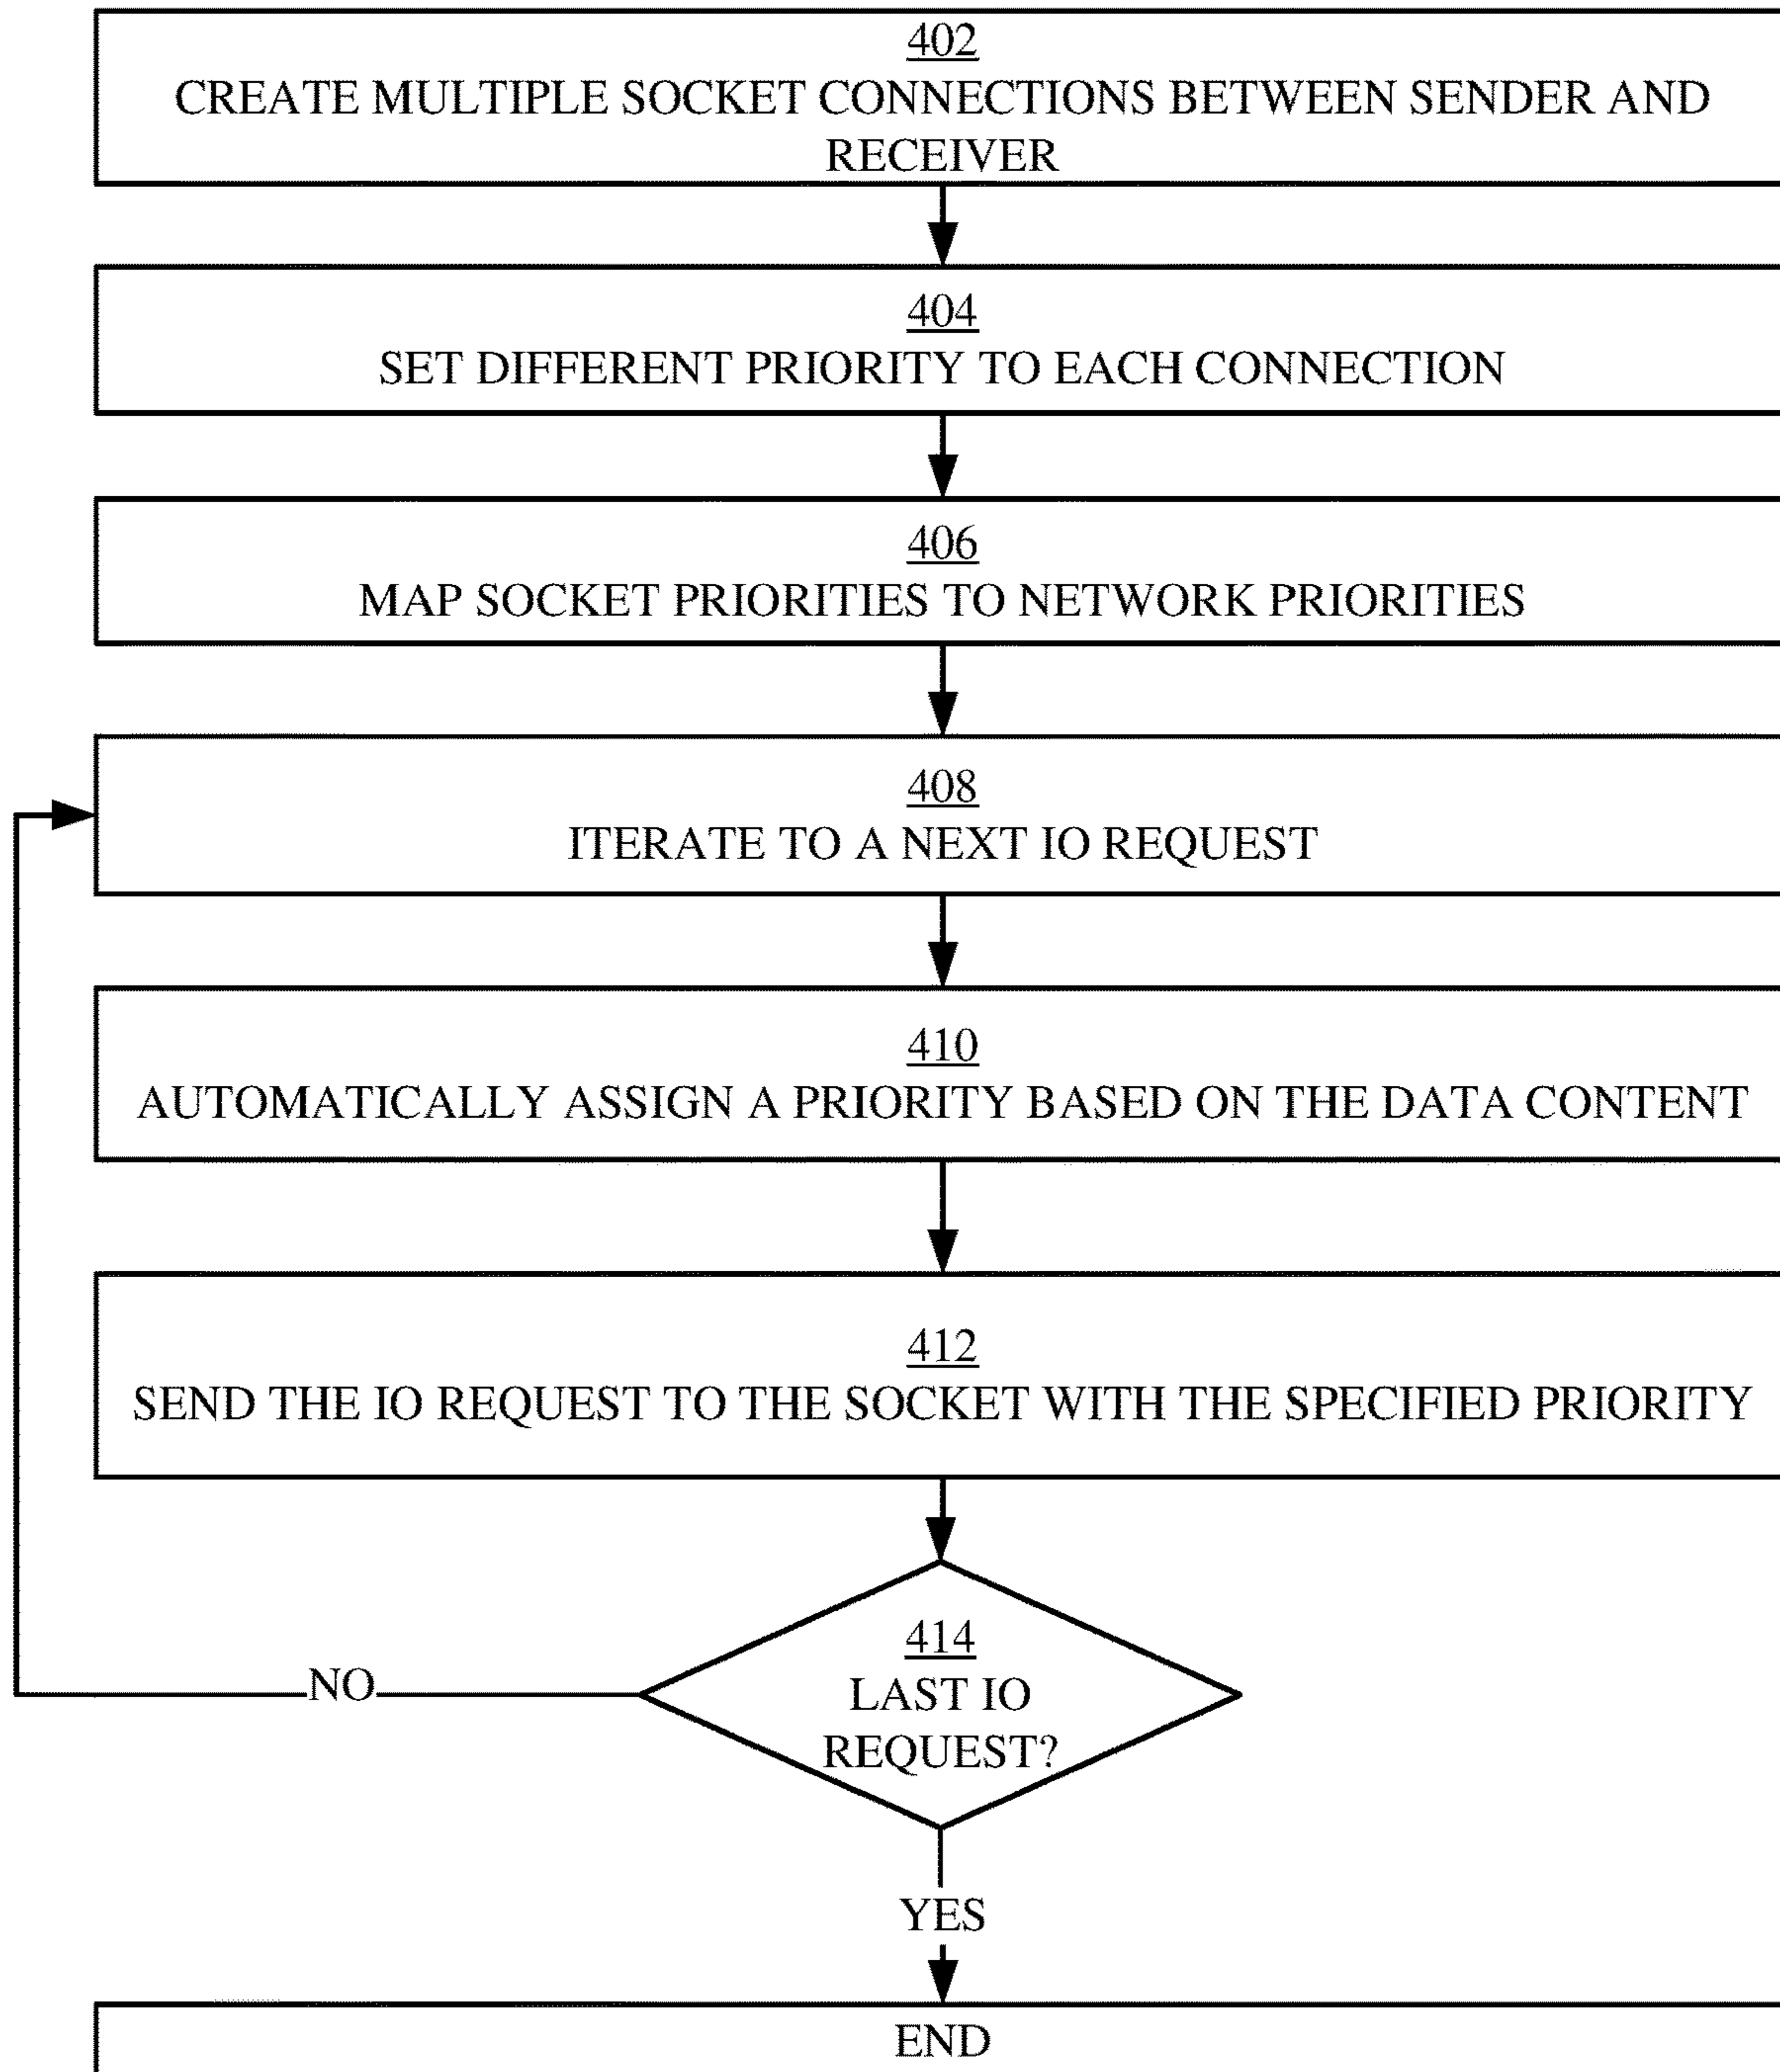 402
CREATE MULTIPLE SOCKET CONNECTIONS BETWEEN SENDER AND
RECEIVER
404
SET DIFFERENT PRIORITY TO EACH CONNECTION
406
MAP SOCKET PRIORITIES TO NETWORK PRIORITIES
408
ITERATE TO A NEXT IO REQUEST
410
AUTOMATICALLY ASSIGN A PRIORITY BASED ON THE DATA CONTENT
412
SEND THE IO REQUEST TO THE SOCKET WITH THE SPECIFIED PRIORITY
414
LAST IO
REQUEST?
NO
YES
END